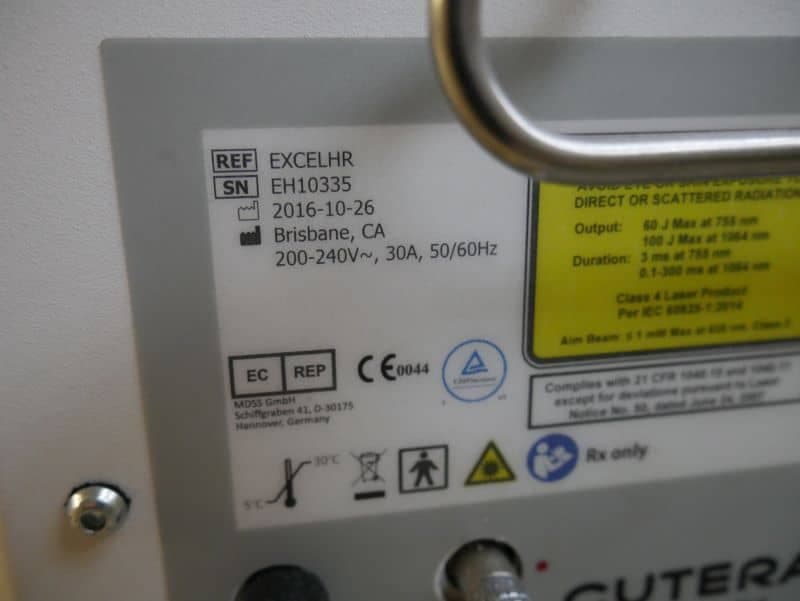 REF EXCELHR
SN EH10335
2016-10-26
Brisbane, CA
200-240V~, 30A, 50/60Hz
EC REP
MDSS GmbH
Schiffgraben 41, D-30175
Hannover, Germany
CE 0044
5°C
30°C
Rx only
DIRECT OR SCATTERED RADIATION
Output: 60 J Max at 755 nm
100 J Max at 1064 nm
Duration: 3 ms at 755 nm
0.1-300 ms at 1064 nm
Class 4 Laser Product
Per IEC 60825-1:2014
Complies with 21 CFR 1040.10 and 1040.11
except for deviations pursuant to Laser
Notice No. 50, dated June 24, 2007
CUTERA